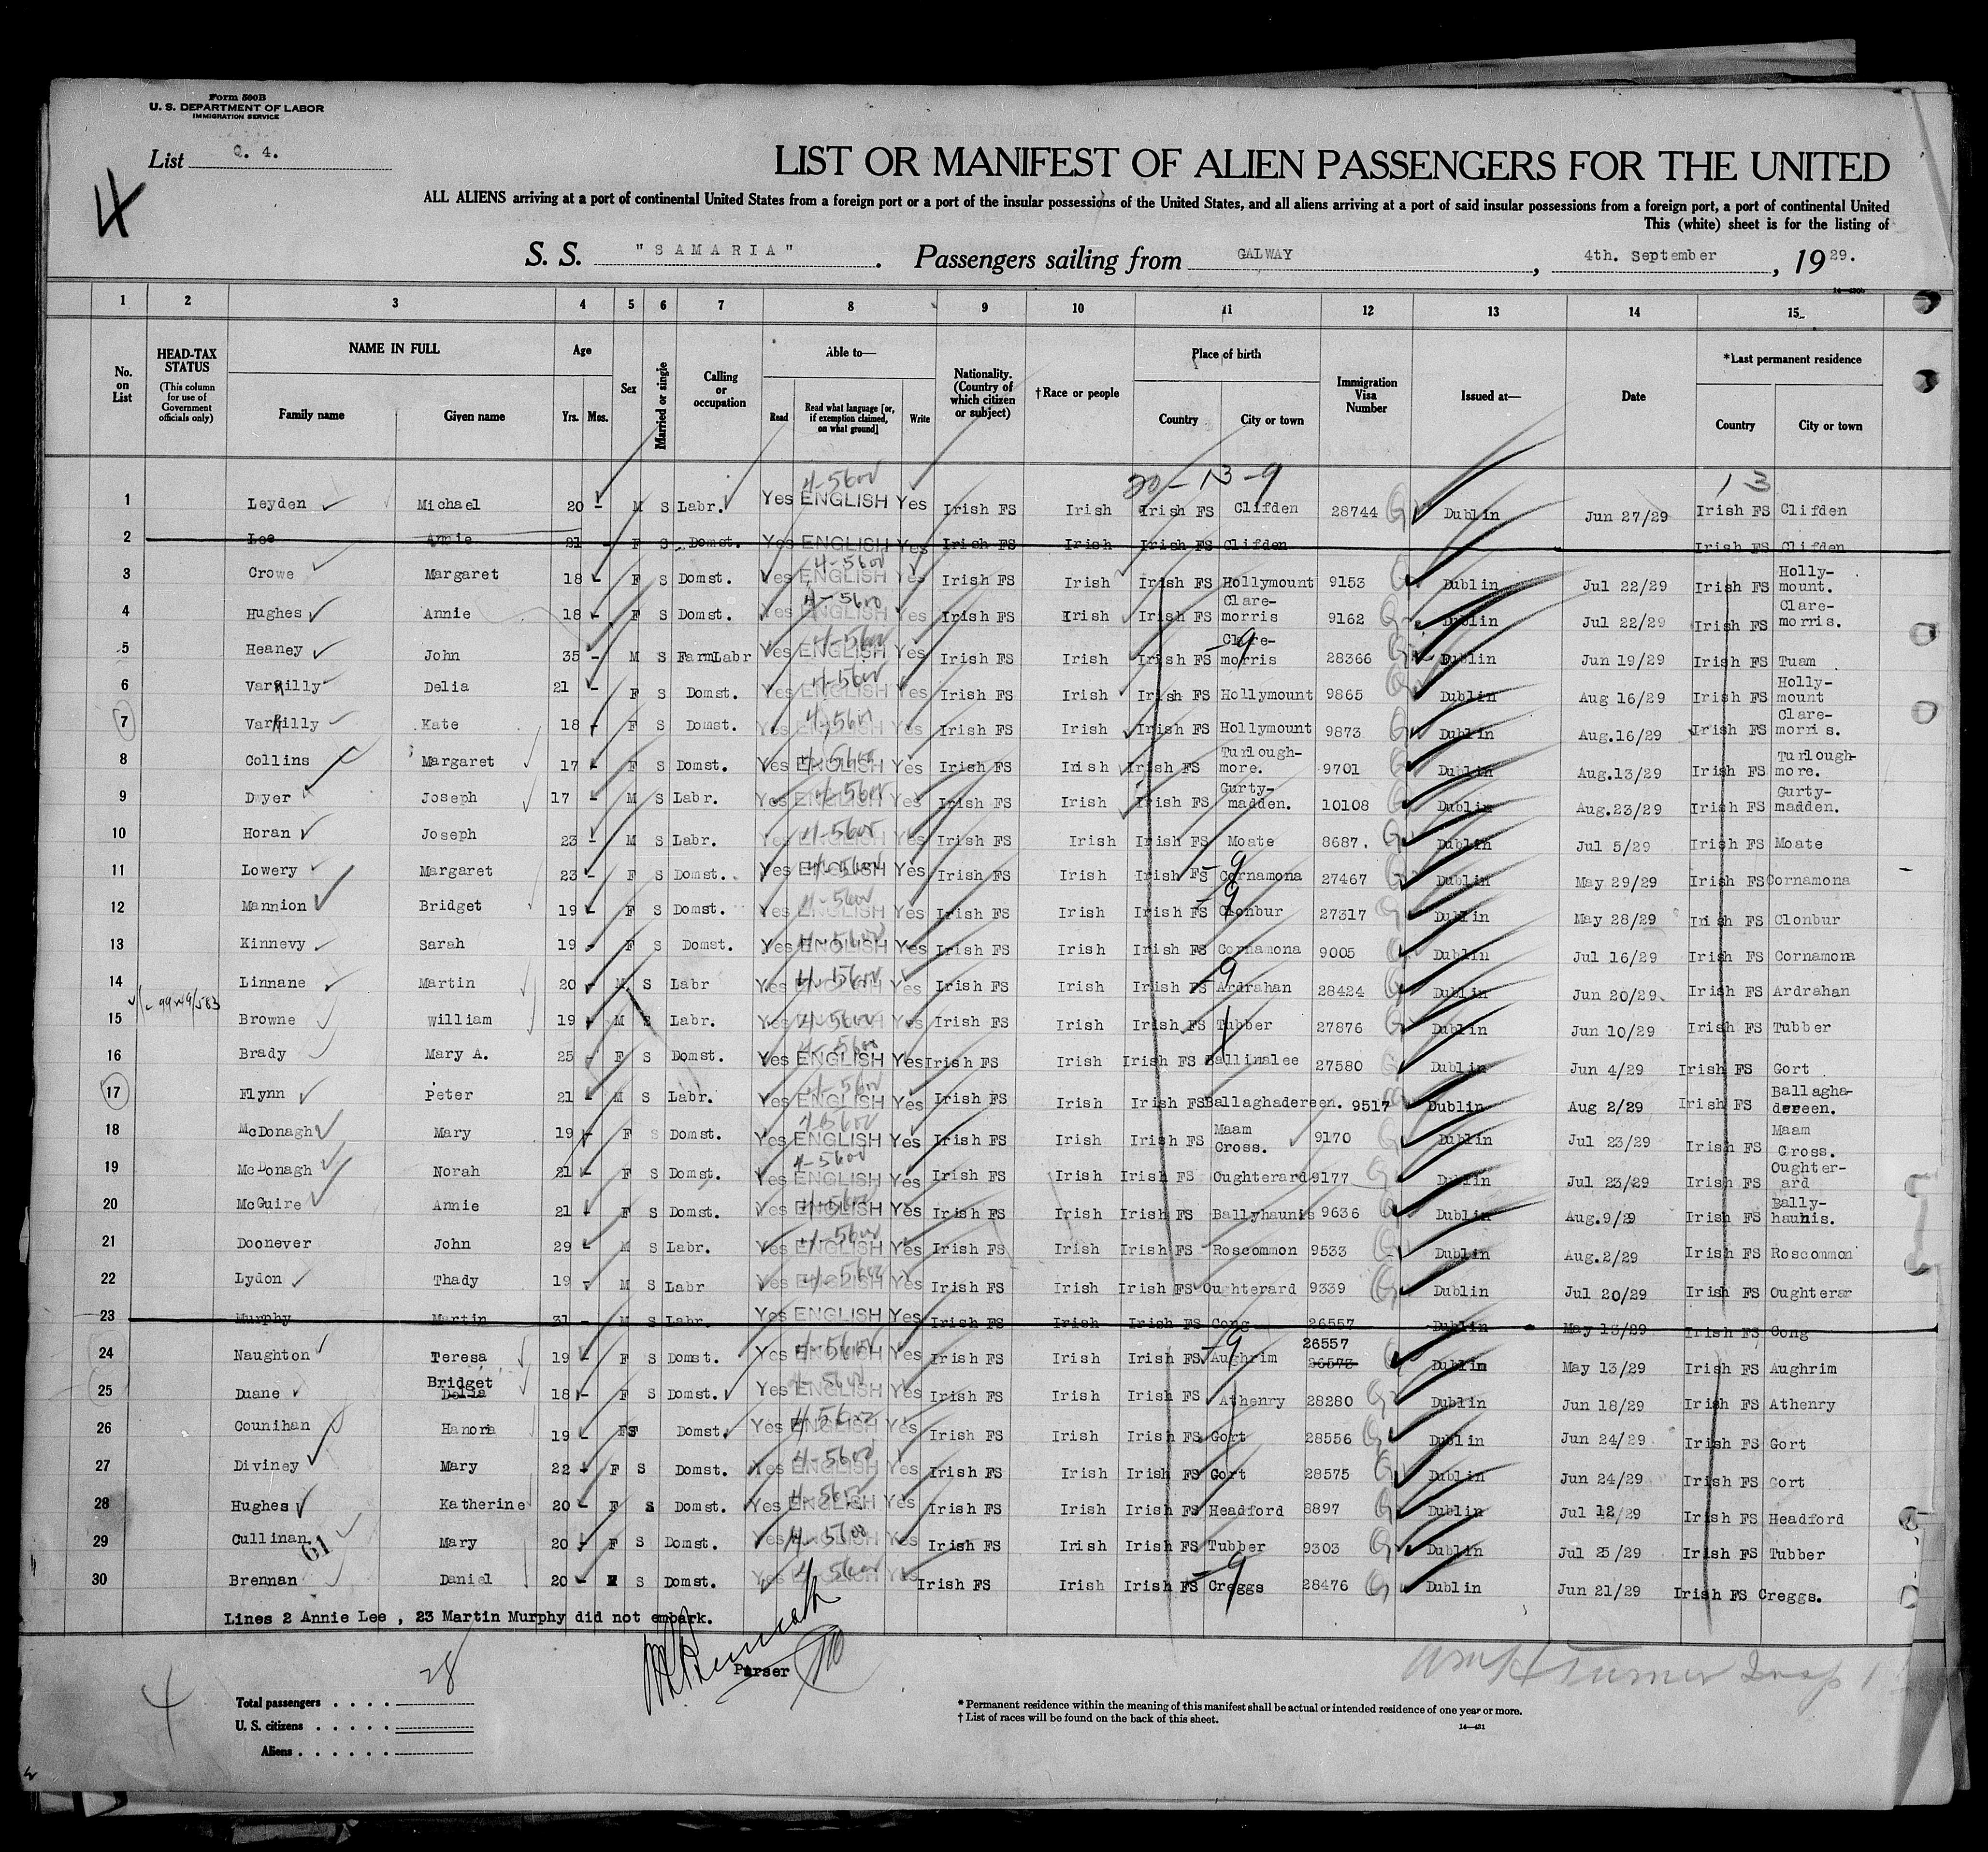 Form 500B
U. S. DEPARTMENT OF LABOR
IMMIGRATION SERVICE
List Q. 4.
4
LIST OR MANIFEST OF ALIEN PASSENGERS FOR THE UNITED
ALL ALIENS arriving at a port of continental United States from a foreign port or a port of the insular possessions of the United States, and all aliens arriving at a port of said insular possessions from a foreign port, a port of continental United
This (white) sheet is for the listing of
S. S. "SAMARIA". Passengers sailing from GALWAY, 4th. September, 1929.
1 2 3 4 5 6 7 8 9 10 11 12 13 14 15
No. on List
HEAD-TAX STATUS (This column for use of Government officials only)
NAME IN FULL Family name Given name
Age Yrs. Mos.
Sex
Married or single
Calling or occupation
Able to— Read Read what language [or, if exemption claimed, on what ground] Write
Nationality. (Country of which citizen or subject)
†Race or people
Place of birth Country City or town
Immigration Visa Number
Issued at—
Date
*Last permanent residence Country City or town
4-5600 20-13-9 13
1 Leyden Michael 20 - M S Labr. Yes ENGLISH Yes Irish FS Irish Irish FS Clifden 28744 Dublin Jun 27/29 Irish FS Clifden
2 Lee Annie 21 - F S Domst. Yes ENGLISH Yes Irish FS Irish Irish FS Clifden Irish FS Clifden
3 Crowe Margaret 18 - F S Domst. Yes ENGLISH Yes Irish FS Irish Irish FS Hollymount 9153 Dublin Jul 22/29 Irish FS Holly-mount.
4 Hughes Annie 18 - F S Domst. Yes ENGLISH Yes Irish FS Irish Irish FS Clare-morris 9162 Dublin Jul 22/29 Irish FS Clare-morris.
5 Heaney John 35 - M S FarmLabr Yes ENGLISH Yes Irish FS Irish Irish FS Clare-morris 28366 Dublin Jun 19/29 Irish FS Tuam
6 Varrilly Delia 21 - F S Domst. Yes ENGLISH Yes Irish FS Irish Irish FS Hollymount 9865 Dublin Aug 16/29 Irish FS Holly-mount
7 Varrilly Kate 18 - F S Domst. Yes ENGLISH Yes Irish FS Irish Irish FS Hollymount 9873 Dublin Aug.16/29 Irish FS Clare-morris.
8 Collins Margaret 17 - F S Domst. Yes ENGLISH Yes Irish FS Irish Irish FS Turlough-more. 9701 Dublin Aug.13/29 Irish FS Turlough-more.
9 Dwyer Joseph 17 - M S Labr. Yes ENGLISH Yes Irish FS Irish Irish FS Gurty-madden. 10108 Dublin Aug.23/29 Irish FS Gurty-madden.
10 Horan Joseph 23 - M S Labr. Yes ENGLISH Yes Irish FS Irish Irish FS Moate 8687. Dublin Jul 5/29 Irish FS Moate
11 Lowery Margaret 23 - F S Domst. Yes ENGLISH Yes Irish FS Irish Irish FS Cornamona 27467 Dublin May 29/29 Irish FS Cornamona
12 Mannion Bridget 19 - F S Domst. Yes ENGLISH Yes Irish FS Irish Irish FS Clonbur 27317 Dublin May 28/29 Irish FS Clonbur
13 Kinnevy Sarah 19 - F S Domst. Yes ENGLISH Yes Irish FS Irish Irish FS Cornamona 9005 Dublin Jul 16/29 Irish FS Cornamona
14 Linnane Martin 20 - M S Labr Yes ENGLISH Yes Irish FS Irish Irish FS Ardrahan 28424 Dublin Jun 20/29 Irish FS Ardrahan
15 Browne William 19 - M S Labr. Yes ENGLISH Yes Irish FS Irish Irish FS Tubber 27876 Dublin Jun 10/29 Irish FS Tubber
16 Brady Mary A. 25 - F S Domst. Yes ENGLISH Yes Irish FS Irish Irish FS Ballinalee 27580 Dublin Jun 4/29 Irish FS Gort
17 Flynn Peter 21 - M S Labr. Yes ENGLISH Yes Irish FS Irish Irish FS Ballaghadereen. 9517 Dublin Aug 2/29 Irish FS Ballagha-dereen.
18 McDonagh Mary 19 - F S Domst. Yes ENGLISH Yes Irish FS Irish Irish FS Maam Cross. 9170 Dublin Jul 23/29 Irish FS Maam Cross.
19 McDonagh Norah 21 - F S Domst. Yes ENGLISH Yes Irish FS Irish Irish FS Oughterard 9177 Dublin Jul 23/29 Irish FS Oughter-ard
20 McGuire Annie 21 - F S Domst. Yes ENGLISH Yes Irish FS Irish Irish FS Ballyhaunis 9636 Dublin Aug.9/29 Irish FS Bally-haunis.
21 Doonever John 29 - M S Labr. Yes ENGLISH Yes Irish FS Irish Irish FS Roscommon 9533 Dublin Aug.2/29 Irish FS Roscommon
22 Lydon Thady 19 - M S Labr Yes ENGLISH Yes Irish FS Irish Irish FS Oughterard 9339 Dublin Jul 20/29 Irish FS Oughterar
23 Murphy Martin 31 - M S Labr. Yes ENGLISH Yes Irish FS Irish Irish FS Cong 26557 Dublin May 13/29 Irish FS Cong
24 Naughton Teresa 19 - F S Domst. Yes ENGLISH Yes Irish FS Irish Irish FS Aughrim 26557 26573 Dublin May 13/29 Irish FS Aughrim
25 Duane Bridget Delia 18 - F S Domst. Yes ENGLISH Yes Irish FS Irish Irish FS Athenry 28280 Dublin Jun 18/29 Irish FS Athenry
26 Counihan Hanora 19 - F S Domst. Yes ENGLISH Yes Irish FS Irish Irish FS Gort 28556 Dublin Jun 24/29 Irish FS Gort
27 Diviney Mary 22 - F S Domst. Yes ENGLISH Yes Irish FS Irish Irish FS Gort 28575 Dublin Jun 24/29 Irish FS Gort
28 Hughes Katherine 20 - F S Domst. Yes ENGLISH Yes Irish FS Irish Irish FS Headford 8897 Dublin Jul 12/29 Irish FS Headford
29 Cullinan Mary 20 - F S Domst. Yes ENGLISH Yes Irish FS Irish Irish FS Tubber 9303 Dublin Jul 25/29 Irish FS Tubber
61
30 Brennan Daniel 20 - M S Domst. Yes ENGLISH Yes Irish FS Irish Irish FS Creggs 28476 Dublin Jun 21/29 Irish FS Creggs.
Lines 2 Annie Lee , 23 Martin Murphy did not embark.
Purser
4
Total passengers . . . . 28
U. S. citizens . . . . .
Aliens . . . . . .
* Permanent residence within the meaning of this manifest shall be actual or intended residence of one year or more.
† List of races will be found on the back of this sheet.
14—431